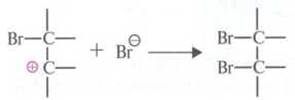 Br—C— + Br⊖ ⟶ Br—C—
⊕ C— Br—C—